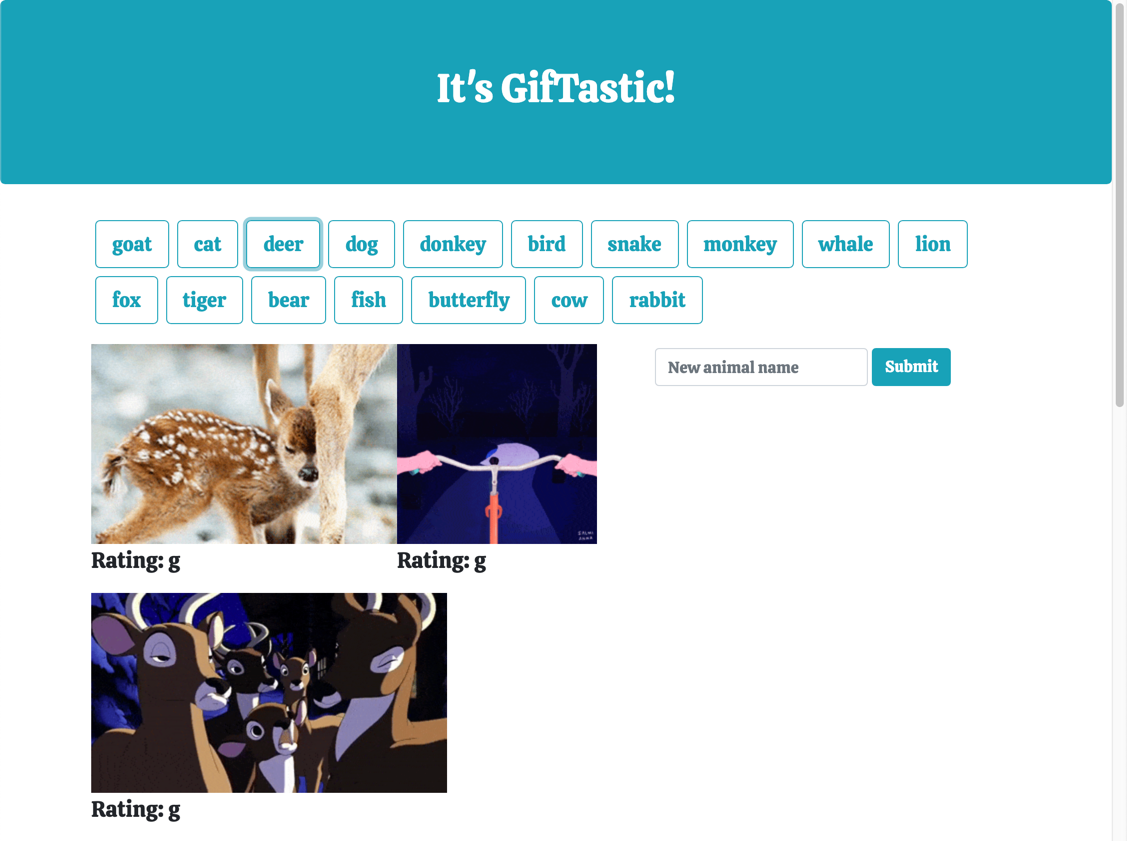 It's GifTastic!
goat cat deer dog donkey bird snake monkey whale lion
fox tiger bear fish butterfly cow rabbit
New animal name Submit
Rating: g Rating: g
Rating: g